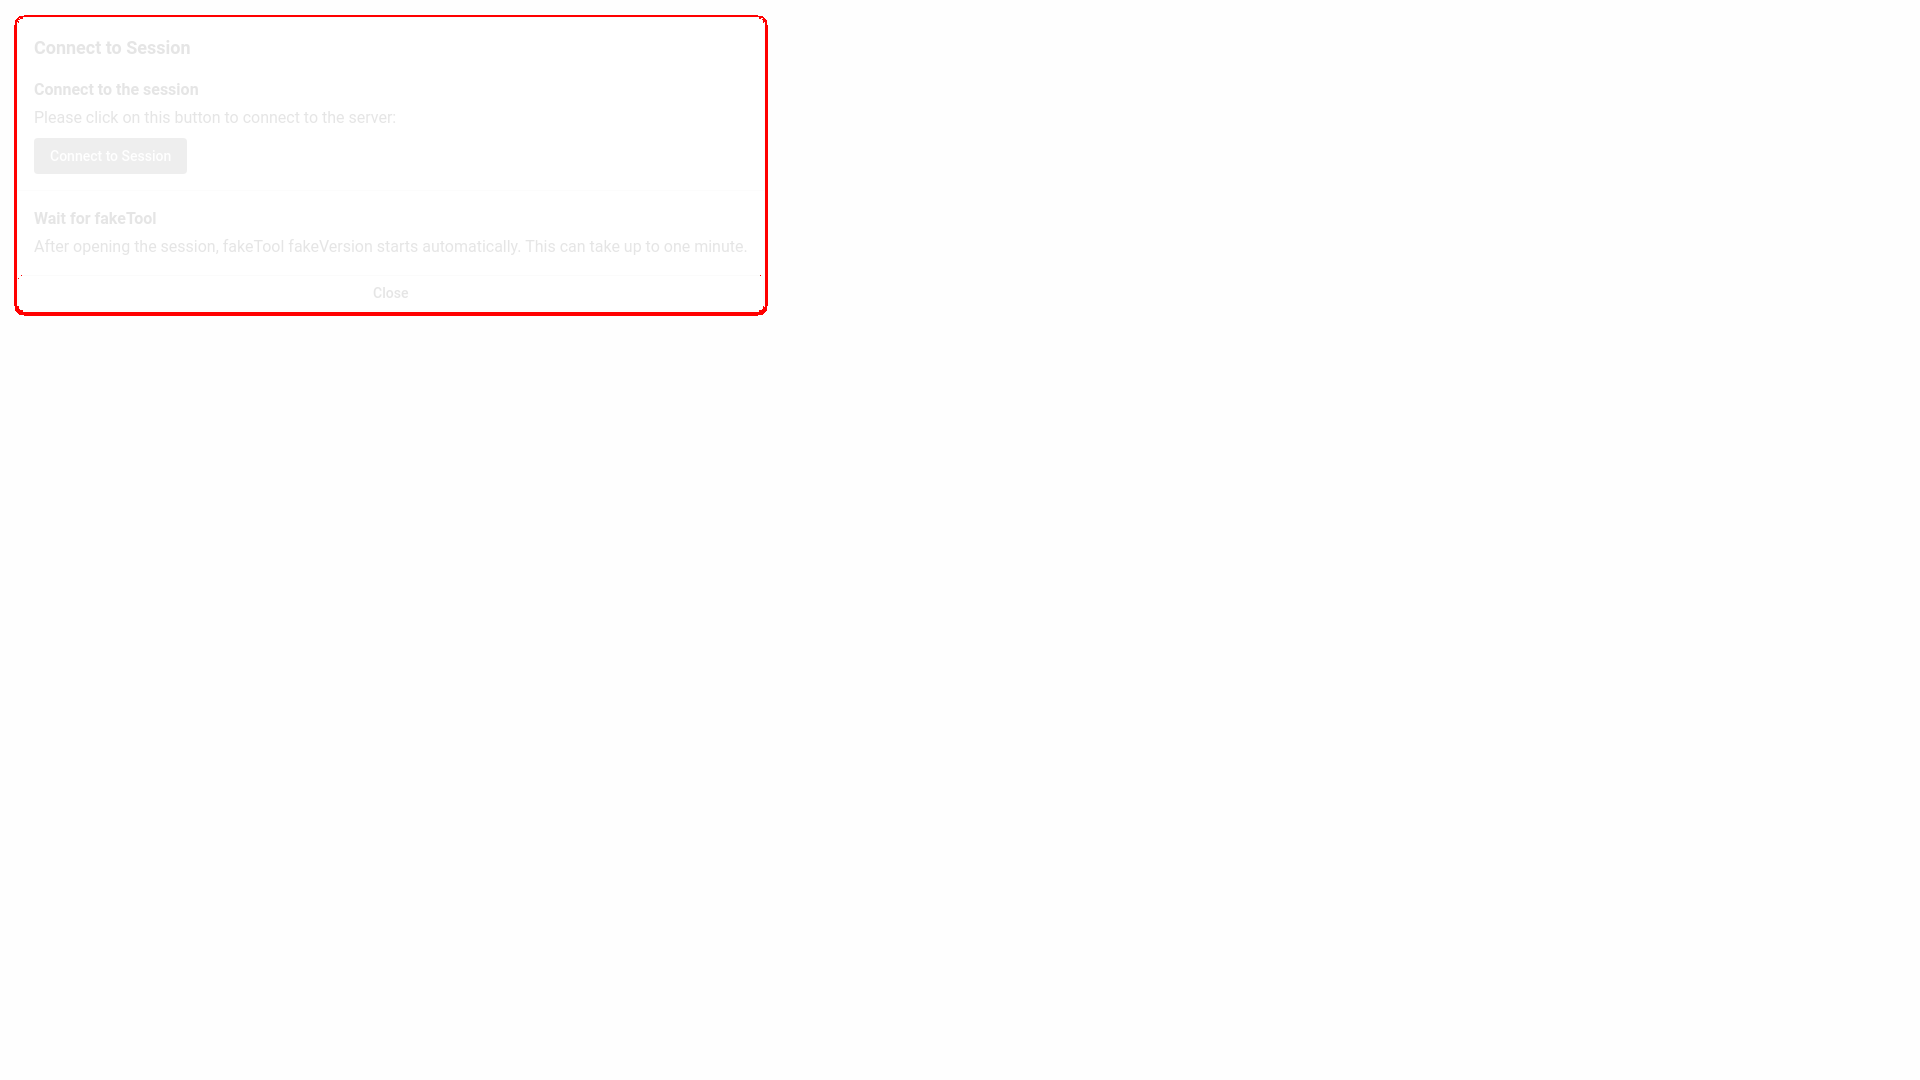 Connect to Session
Connect to the session
Please click on this button to connect to the server:
Connect to Session
Wait for fakeTool
After opening the session, fakeTool fakeVersion starts automatically. This can take up to one minute.
Close